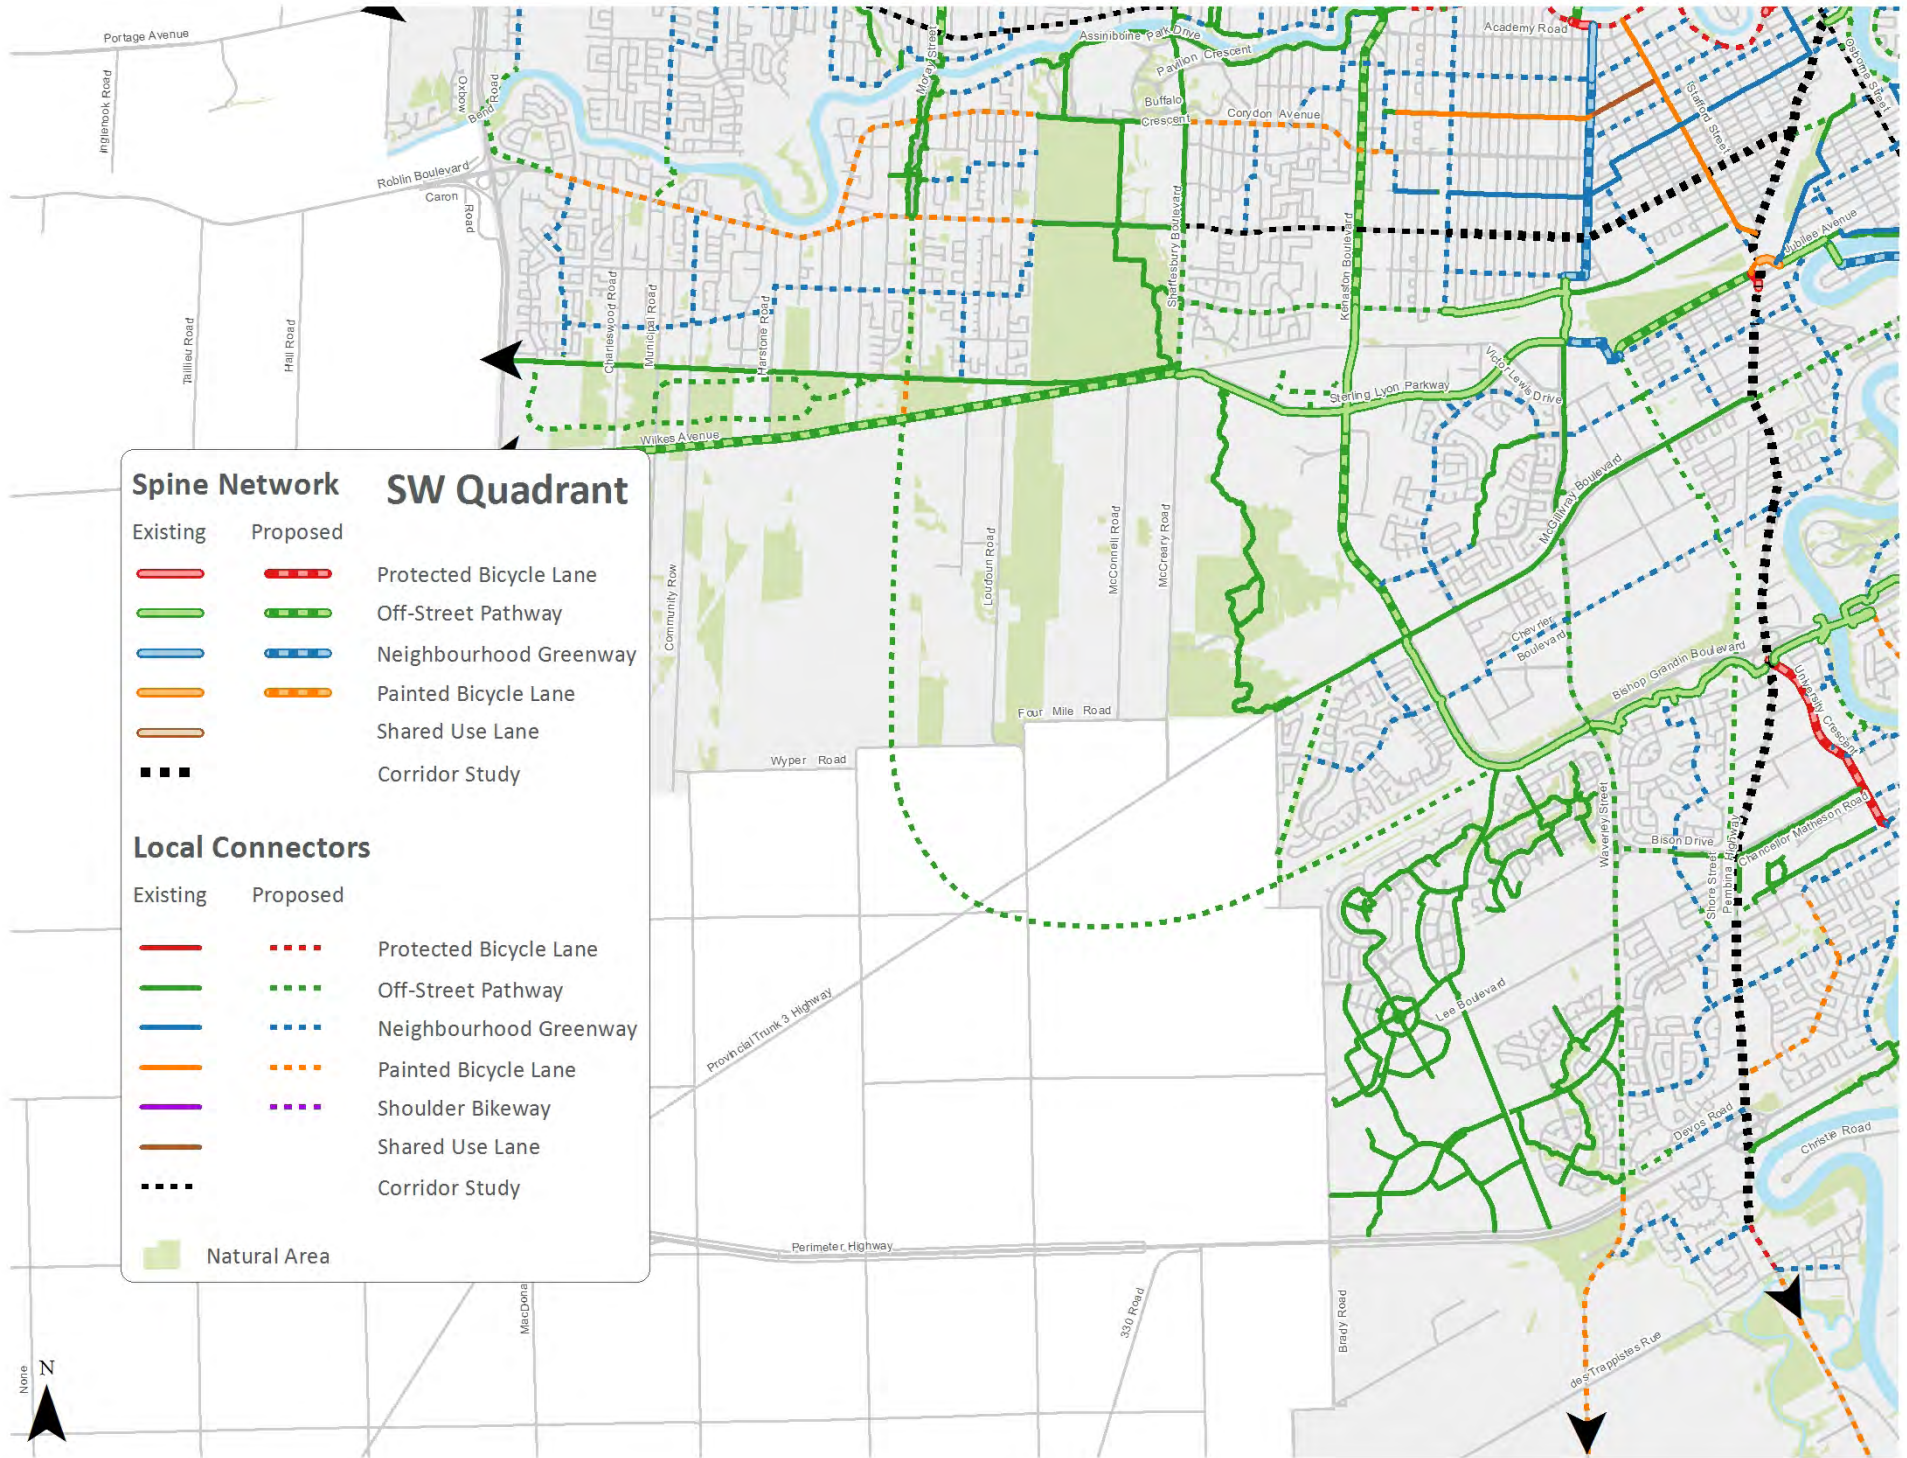 Portage Avenue
Inglenook Road
Oxbow
Bend Road
Moray Street
Assiniboine Park Drive
Pavilion Crescent
Academy Road
Osborne Street
Buffalo
Crescent
Corydon Avenue
Stafford Street
Roblin Boulevard
Caron
Road
Shaftesbury Boulevard
Kenaston Boulevard
Jubilee Avenue
Taillieu Road
Hall Road
Charleswood Road
Municipal Road
Harstone Road
Victor Lewis Drive
Sterling Lyon Parkway
Wilkes Avenue
McGillivray Boulevard
Community Row
Loudoun Road
McConnell Road
McCreary Road
Chevrier
Boulevard
Bishop Grandin Boulevard
University Crescent
Four Mile Road
Wyper Road
Waverley Street
Bison Drive
Chancellor Matheson Road
Shore Street
Pembina Highway
Lee Boulevard
Provincial Trunk 3 Highway
Devos Road
Christie Road
Perimeter Highway
330 Road
Brady Road
des Trappistes Rue
MacDona
None
N
SW Quadrant
Spine Network
Existing Proposed
Protected Bicycle Lane
Off-Street Pathway
Neighbourhood Greenway
Painted Bicycle Lane
Shared Use Lane
Corridor Study
Local Connectors
Existing Proposed
Protected Bicycle Lane
Off-Street Pathway
Neighbourhood Greenway
Painted Bicycle Lane
Shoulder Bikeway
Shared Use Lane
Corridor Study
Natural Area